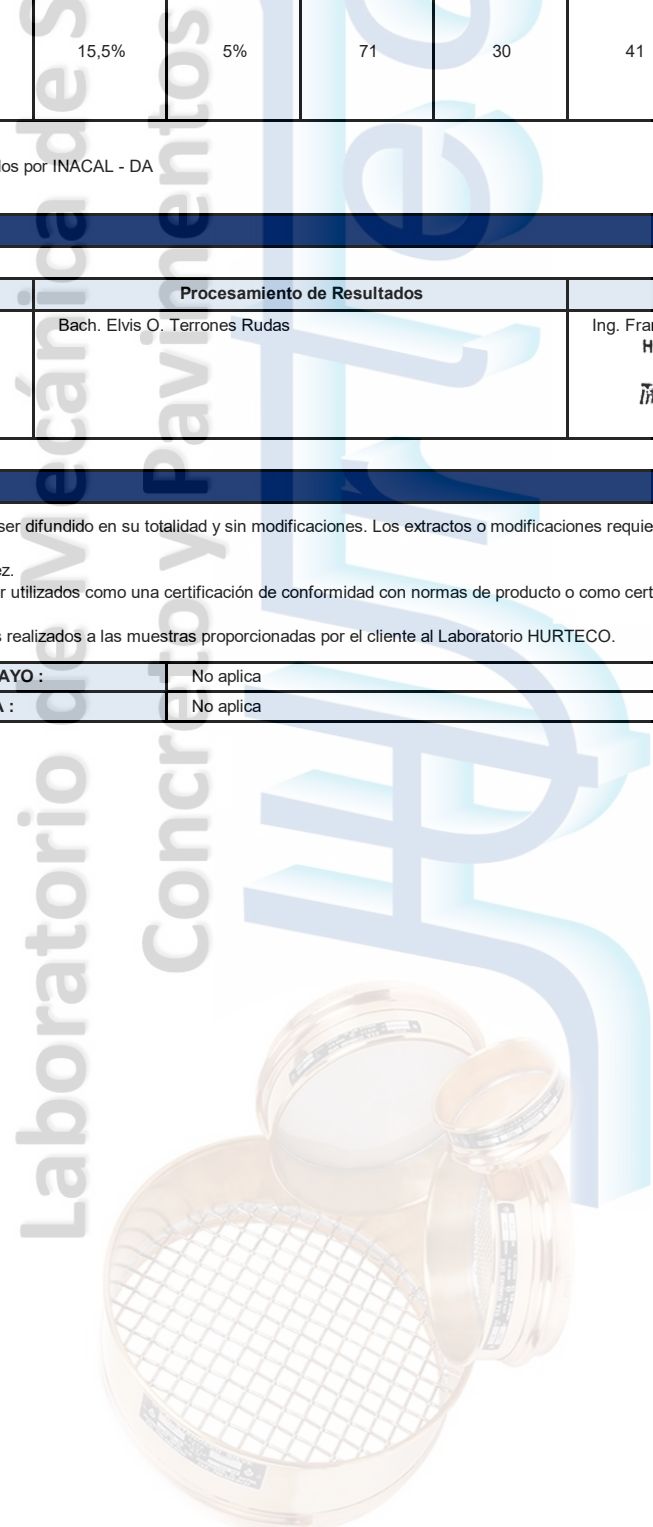 15,5% 5% 71 30 41
los por INACAL - DA
Procesamiento de Resultados
Bach. Elvis O. Terrones Rudas Ing. Fran
H
ser difundido en su totalidad y sin modificaciones. Los extractos o modificaciones requie
ez.
r utilizados como una certificación de conformidad con normas de producto o como cert
s realizados a las muestras proporcionadas por el cliente al Laboratorio HURTECO.
AYO : No aplica
A : No aplica
Laboratorio de Mecánica de S
Concreto y Pavimentos
Hurtec